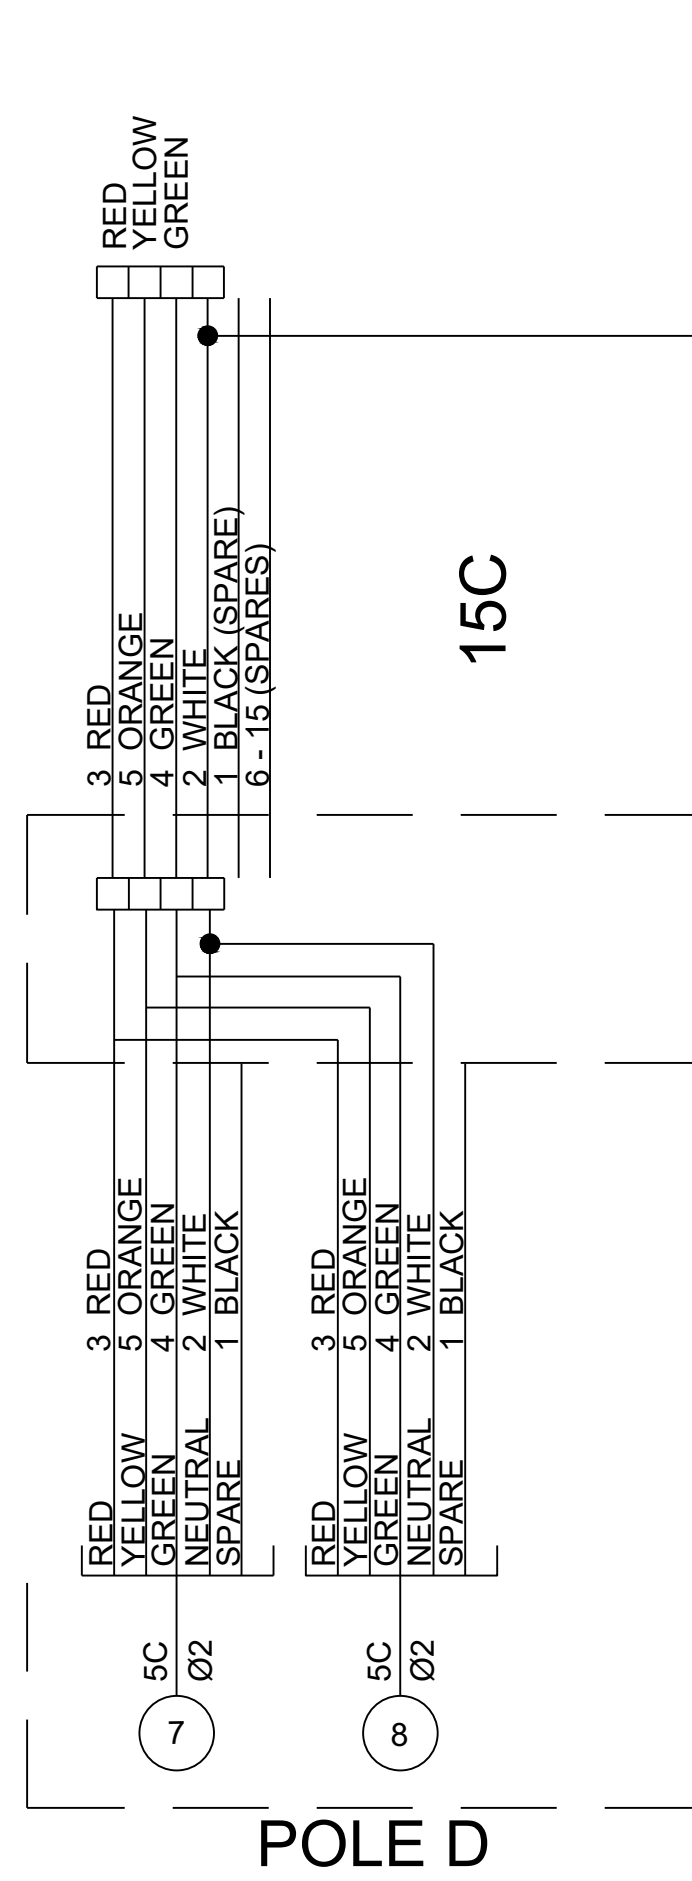 RED
YELLOW
GREEN
3 RED
5 ORANGE
4 GREEN
2 WHITE
1 BLACK (SPARE)
6 - 15 (SPARES)
15C
3 RED
5 ORANGE
4 GREEN
2 WHITE
1 BLACK
3 RED
5 ORANGE
4 GREEN
2 WHITE
1 BLACK
RED
YELLOW
GREEN
NEUTRAL
SPARE
RED
YELLOW
GREEN
NEUTRAL
SPARE
5C
Ø2
5C
Ø2
7
8
POLE D